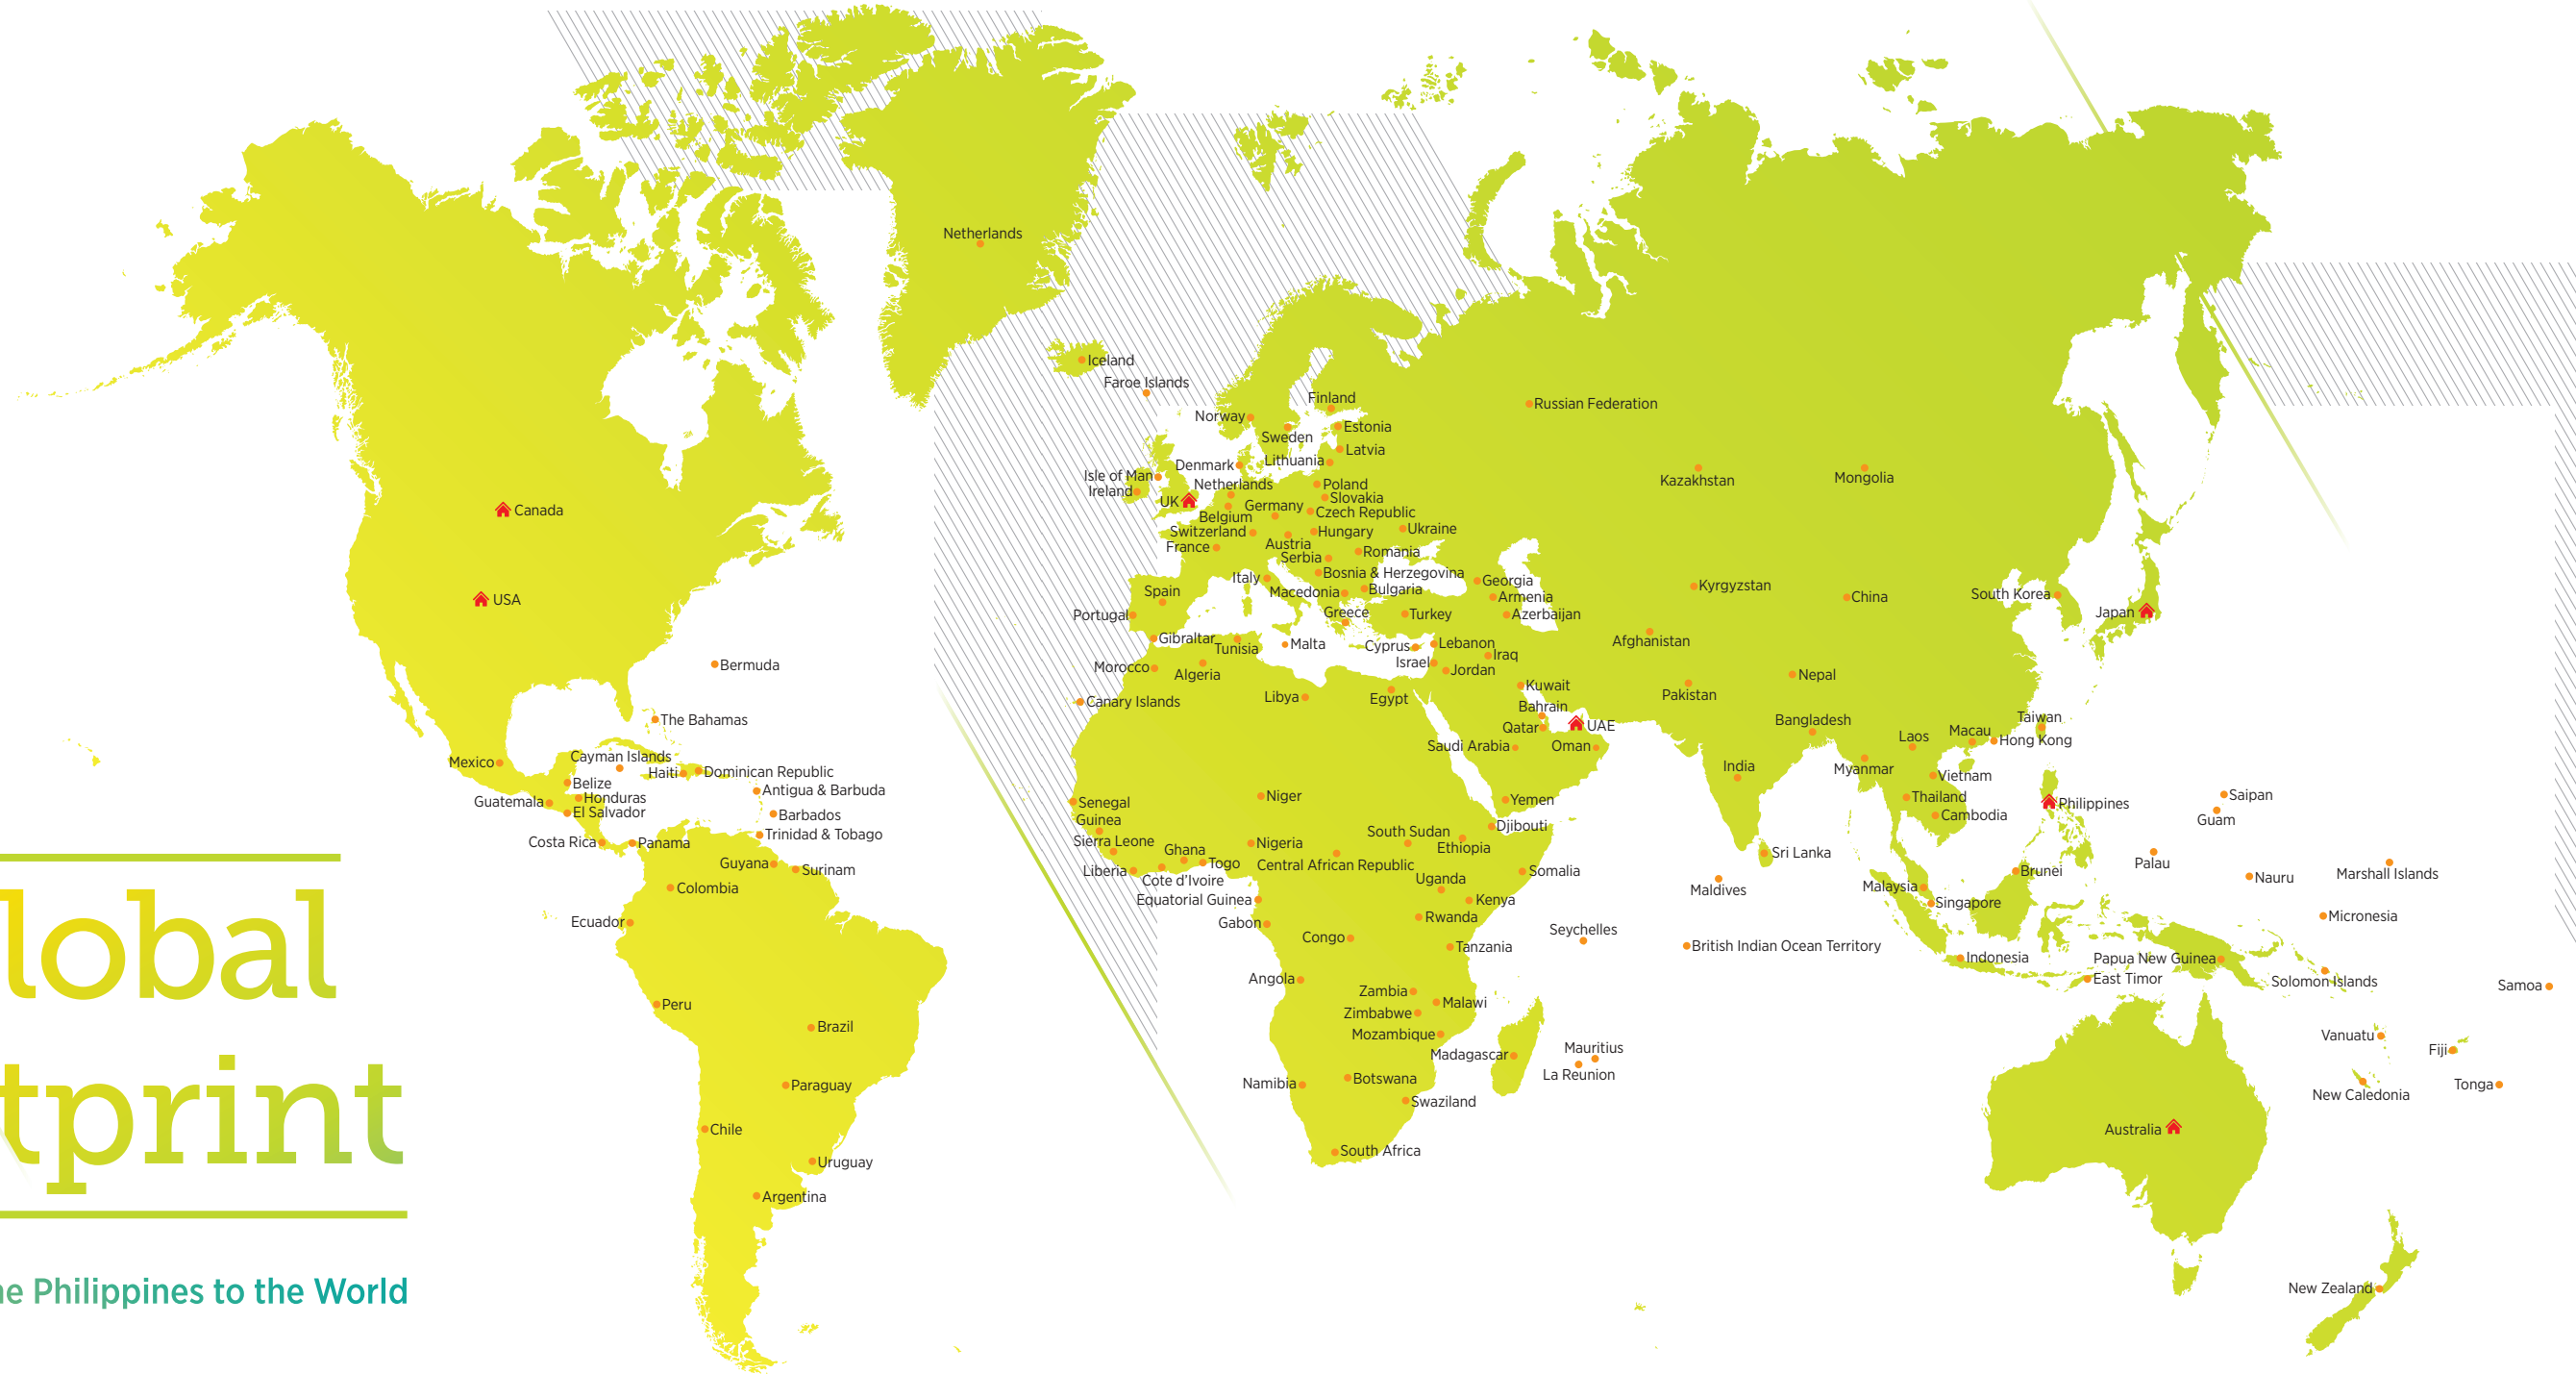 Netherlands
Iceland
Faroe Islands
Finland
Russian Federation
Norway
Estonia
Sweden
Latvia
Lithuania
Denmark
Isle of Man
Netherlands
Poland
Kazakhstan
Mongolia
Ireland
UK
Slovakia
Germany
Czech Republic
Canada
Belgium
Switzerland
Hungary
Ukraine
France
Austria
Romania
Serbia
Italy
Bosnia & Herzegovina
Georgia
Kyrgyzstan
Spain
Macedonia
Bulgaria
Armenia
China
South Korea
USA
Portugal
Greece
Turkey
Azerbaijan
Japan
Gibraltar
Tunisia
Malta
Cyprus
Lebanon
Afghanistan
Iraq
Bermuda
Morocco
Algeria
Israel
Jordan
Nepal
Kuwait
Pakistan
Canary Islands
Libya
Egypt
Bahrain
The Bahamas
Qatar
UAE
Bangladesh
Taiwan
Macau
Laos
Hong Kong
Saudi Arabia
Oman
Mexico
Cayman Islands
Haiti
Dominican Republic
India
Myanmar
Vietnam
Belize
Antigua & Barbuda
Guatemala
Honduras
El Salvador
Barbados
Senegal
Niger
Yemen
Thailand
Philippines
Saipan
Guam
Cambodia
Guinea
Djibouti
Trinidad & Tobago
Costa Rica
Panama
Sierra Leone
Nigeria
South Sudan
Ethiopia
Ghana
Togo
Sri Lanka
Guyana
Surinam
Central African Republic
Palau
Liberia
Cote d'Ivoire
Somalia
Brunei
Marshall Islands
Nauru
Colombia
Uganda
Maldives
Malaysia
Equatorial Guinea
Kenya
Singapore
Ecuador
Gabon
Rwanda
Micronesia
Congo
Seychelles
Tanzania
British Indian Ocean Territory
Indonesia
Papua New Guinea
lobal
Angola
East Timor
Solomon Islands
Samoa
Zambia
Malawi
Peru
Zimbabwe
Brazil
Mozambique
Vanuatu
Madagascar
Mauritius
Fiji
La Reunion
Paraguay
Namibia
Botswana
New Caledonia
Tonga
Swaziland
tprint
Chile
Australia
South Africa
Uruguay
Argentina
New Zealand
e Philippines to the World